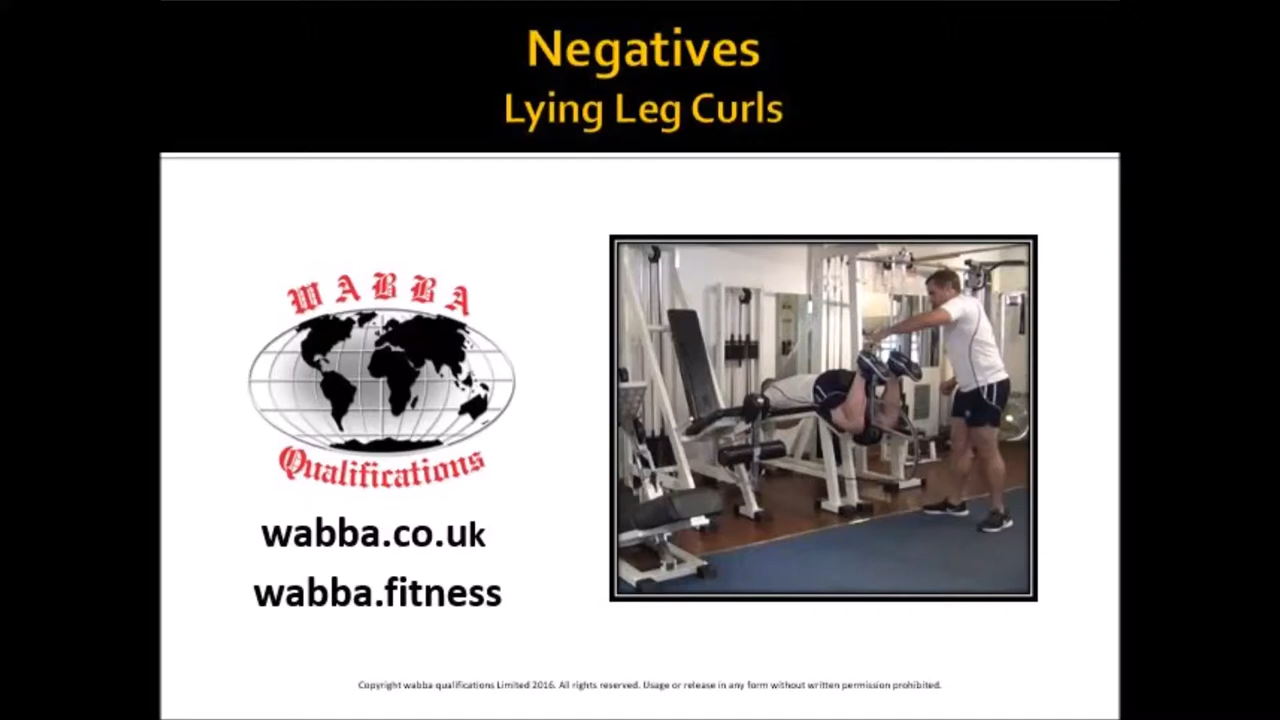 Negatives
Lying Leg Curls
WABBA
Qualifications
wabba.co.uk
wabba.fitness
Copyright wabba qualifications Limited 2016. All rights reserved. Usage or release in any form without written permission prohibited.